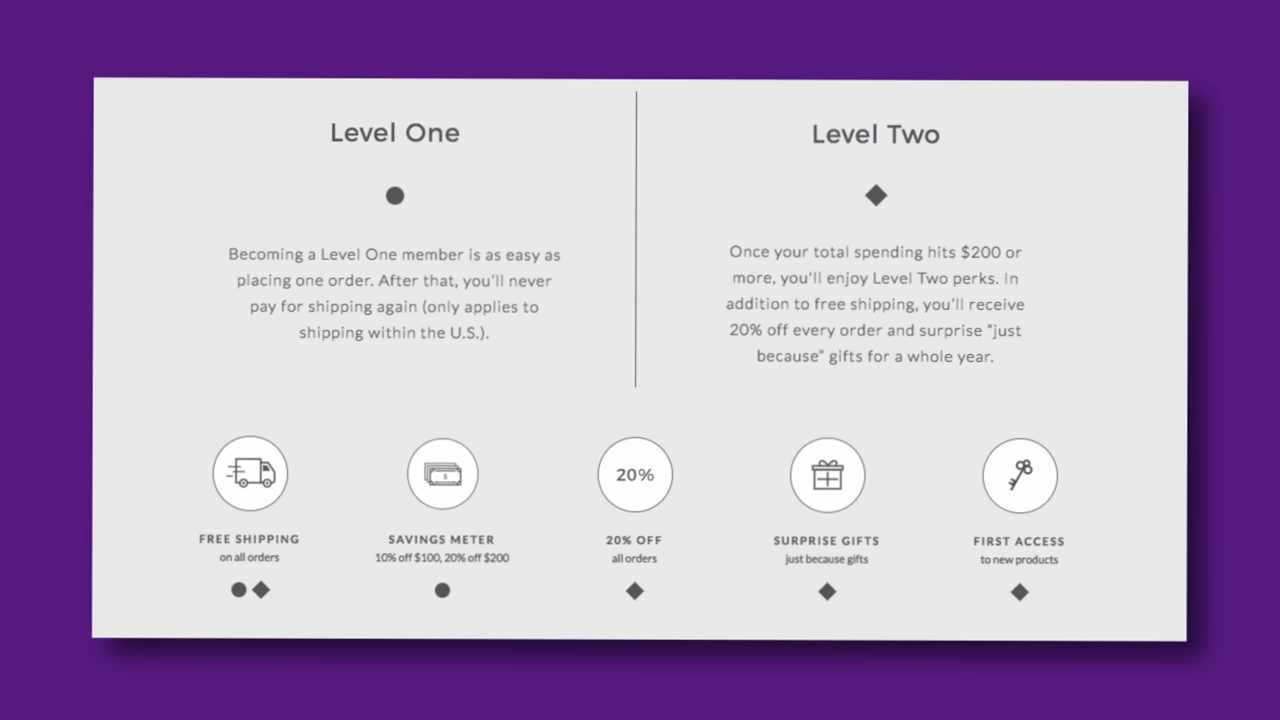 Level One
Becoming a Level One member is as easy as
placing one order. After that, you'll never
pay for shipping again (only applies to
shipping within the U.S.).
Level Two
Once your total spending hits $200 or
more, you'll enjoy Level Two perks. In
addition to free shipping, you'll receive
20% off every order and surprise "just
because" gifts for a whole year.
FREE SHIPPING
on all orders
$
SAVINGS METER
10% off $100, 20% off $200
20%
20% OFF
all orders
SURPRISE GIFTS
just because gifts
FIRST ACCESS
to new products